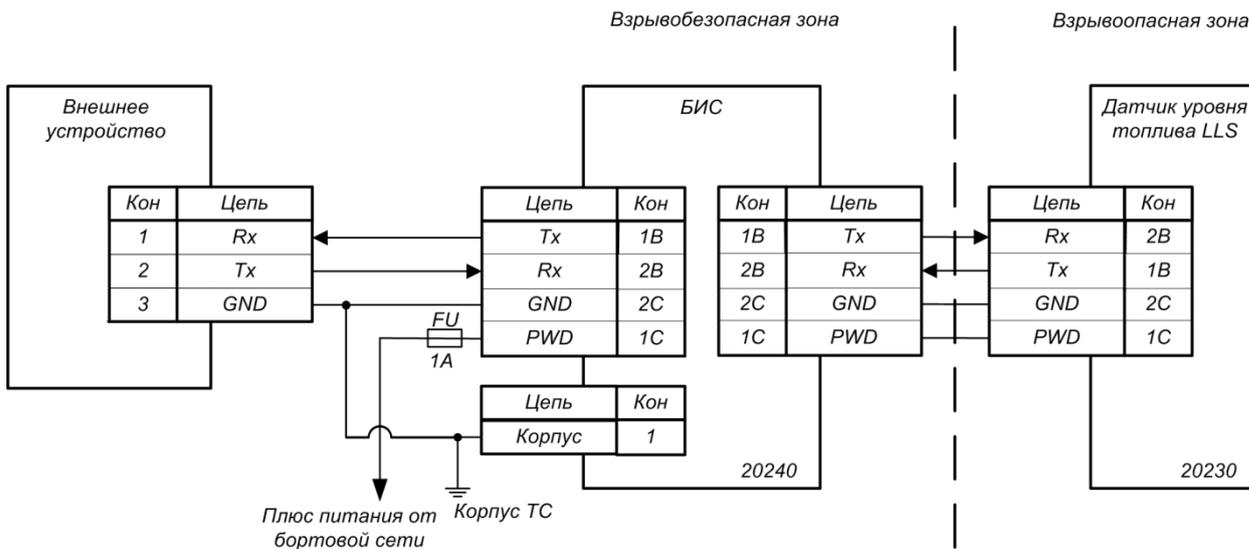 Взрывобезопасная зона
Взрывоопасная зона
Внешнее
устройство
Кон Цепь
1 Rx
2 Tx
3 GND
БИС
Цепь Кон
Tx 1B
Rx 2B
GND 2C
PWD 1C
FU
1A
Цепь Кон
Корпус 1
Кон Цепь
1B Tx
2B Rx
2C GND
1C PWD
20240
Датчик уровня
топлива LLS
Цепь Кон
Rx 2B
Tx 1B
GND 2C
PWD 1C
20230
Плюс питания от
бортовой сети
Корпус ТС